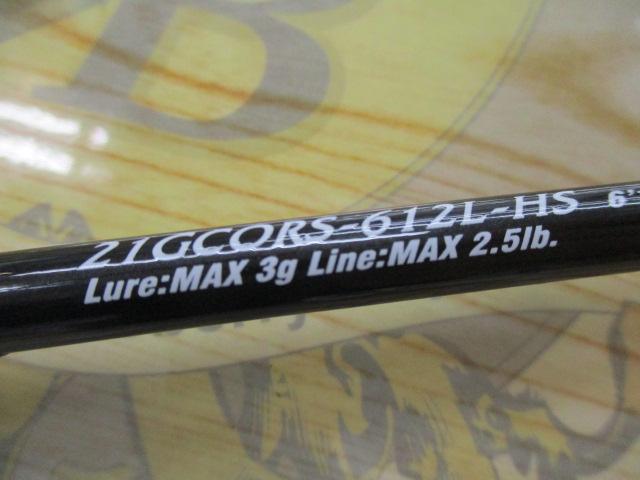 21GCORS-612L-HS 6'
Lure:MAX 3g Line:MAX 2.5lb.
B